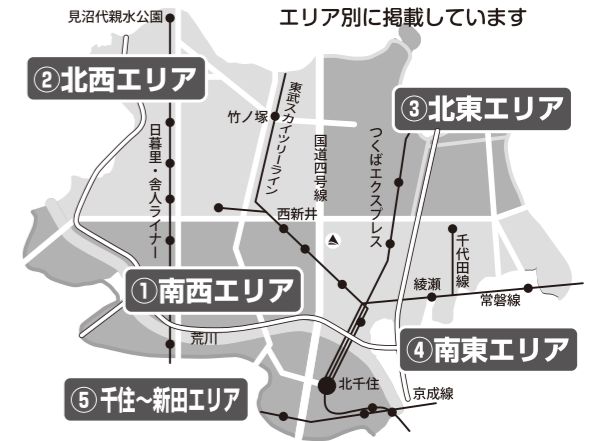 エリア別に掲載しています
見沼代親水公園
②北西エリア
③北東エリア
竹ノ塚
東武スカイツリーライン
国道四号線
つくばエクスプレス
日暮里・舎人ライナー
西新井
千代田線
綾瀬
常磐線
①南西エリア
荒川
④南東エリア
⑤千住〜新田エリア
北千住
京成線